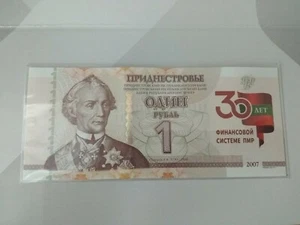 ПРИДНЕСТРОВЬЕ
ОДИН
РУБЛЬ
1
30 ЛЕТ
ФИНАНСОВОЙ
СИСТЕМЕ ПМР
2007